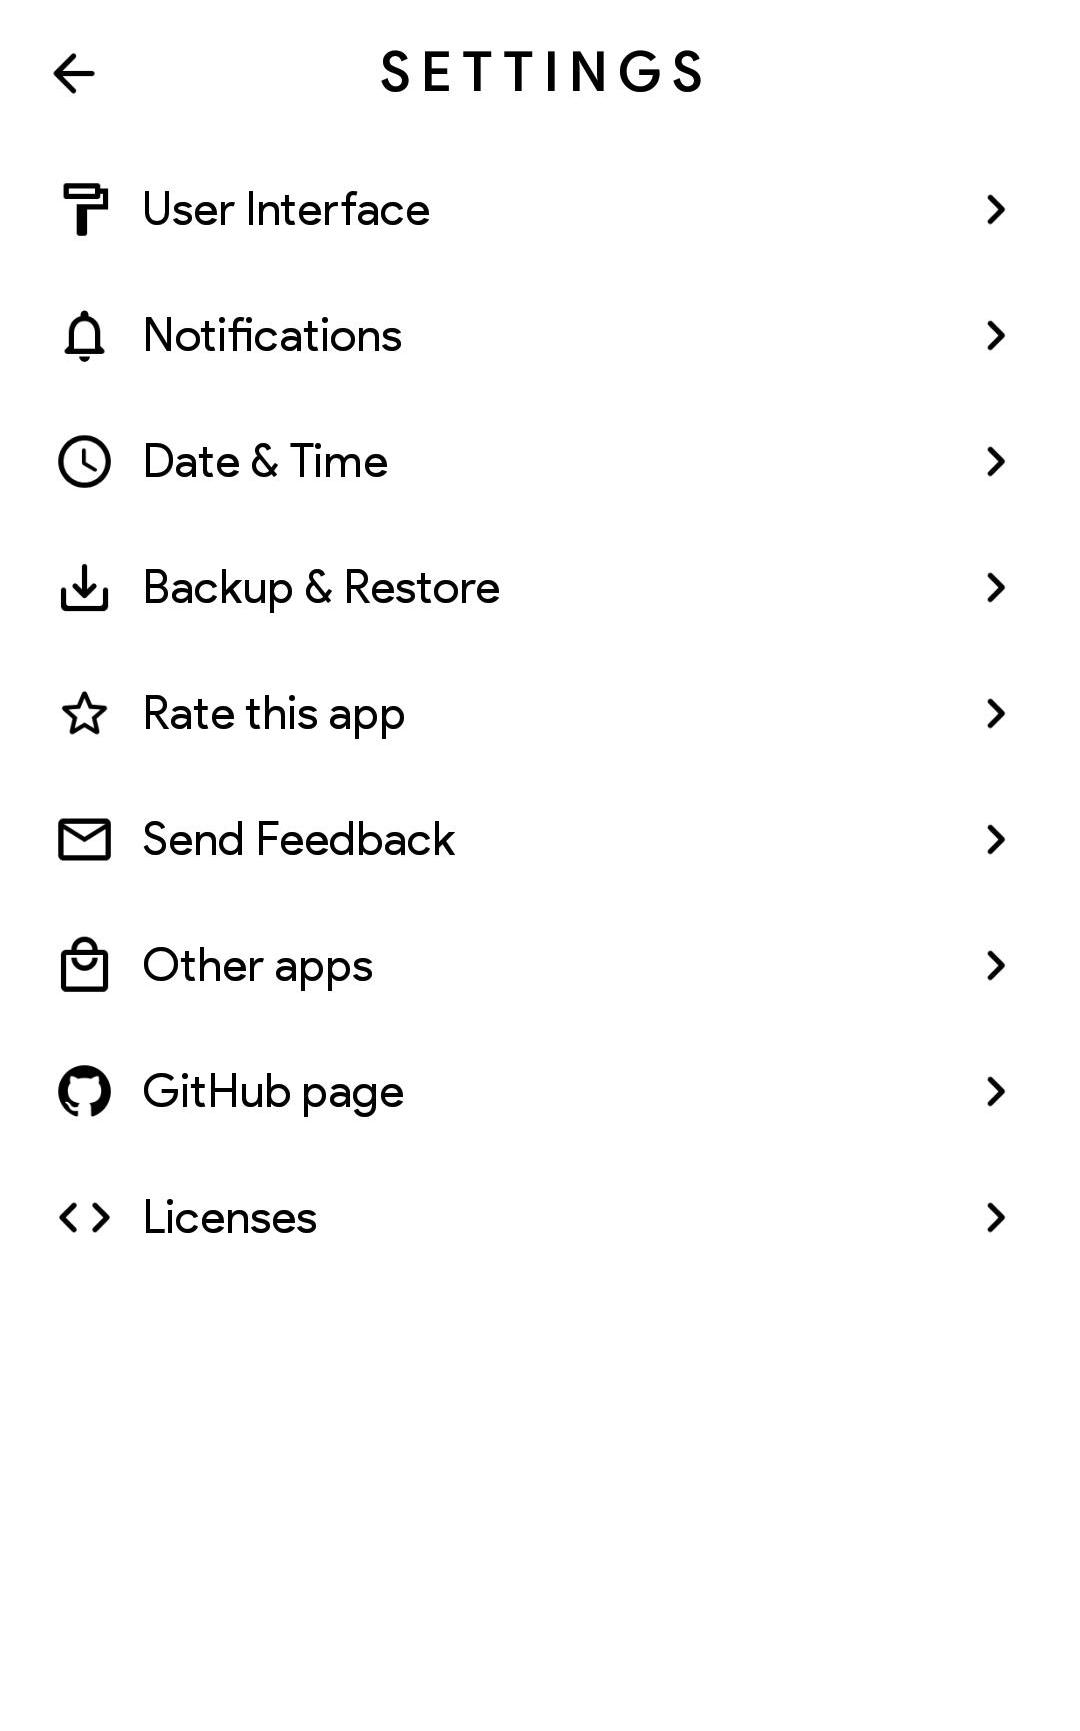 SETTINGS
User Interface
Notifications
Date & Time
Backup & Restore
Rate this app
Send Feedback
Other apps
GitHub page
Licenses